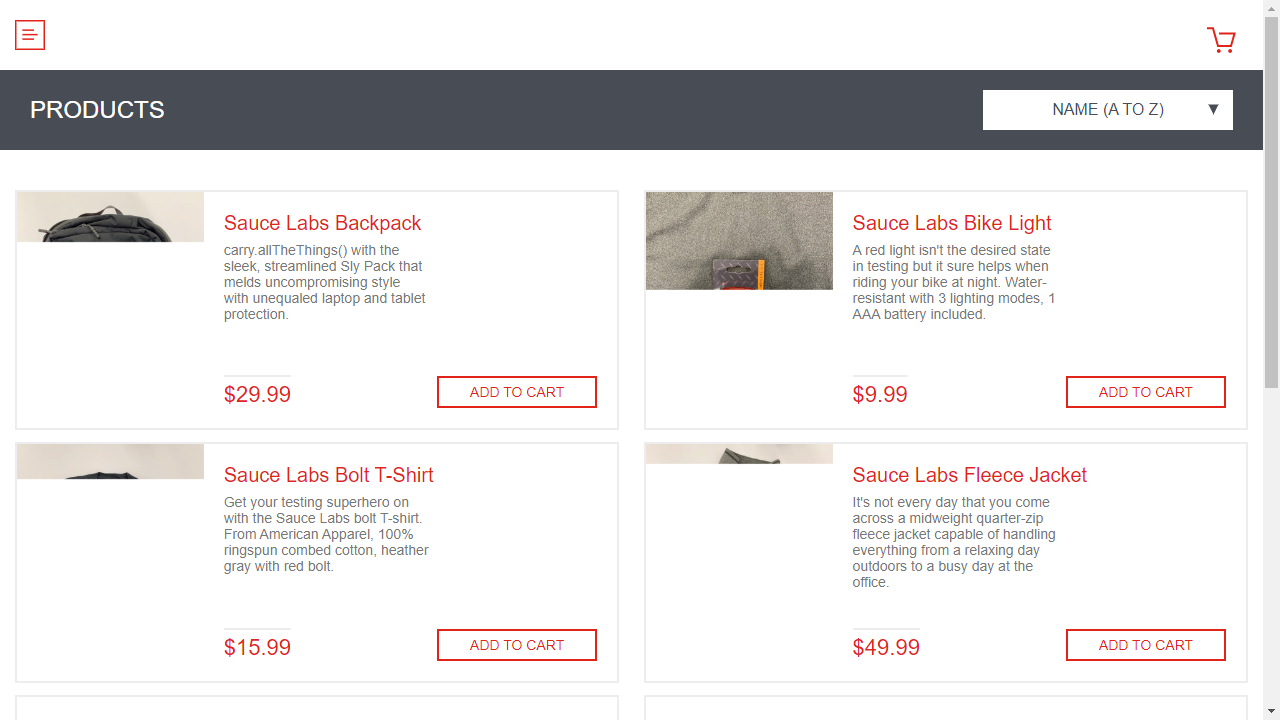 PRODUCTS
NAME (A TO Z) ▼
Sauce Labs Backpack
carry.allTheThings() with the
sleek, streamlined Sly Pack that
melds uncompromising style
with unequaled laptop and tablet
protection.
$29.99
ADD TO CART
Sauce Labs Bike Light
A red light isn't the desired state
in testing but it sure helps when
riding your bike at night. Water-
resistant with 3 lighting modes, 1
AAA battery included.
$9.99
ADD TO CART
Sauce Labs Bolt T-Shirt
Get your testing superhero on
with the Sauce Labs bolt T-shirt.
From American Apparel, 100%
ringspun combed cotton, heather
gray with red bolt.
$15.99
ADD TO CART
Sauce Labs Fleece Jacket
It's not every day that you come
across a midweight quarter-zip
fleece jacket capable of handling
everything from a relaxing day
outdoors to a busy day at the
office.
$49.99
ADD TO CART